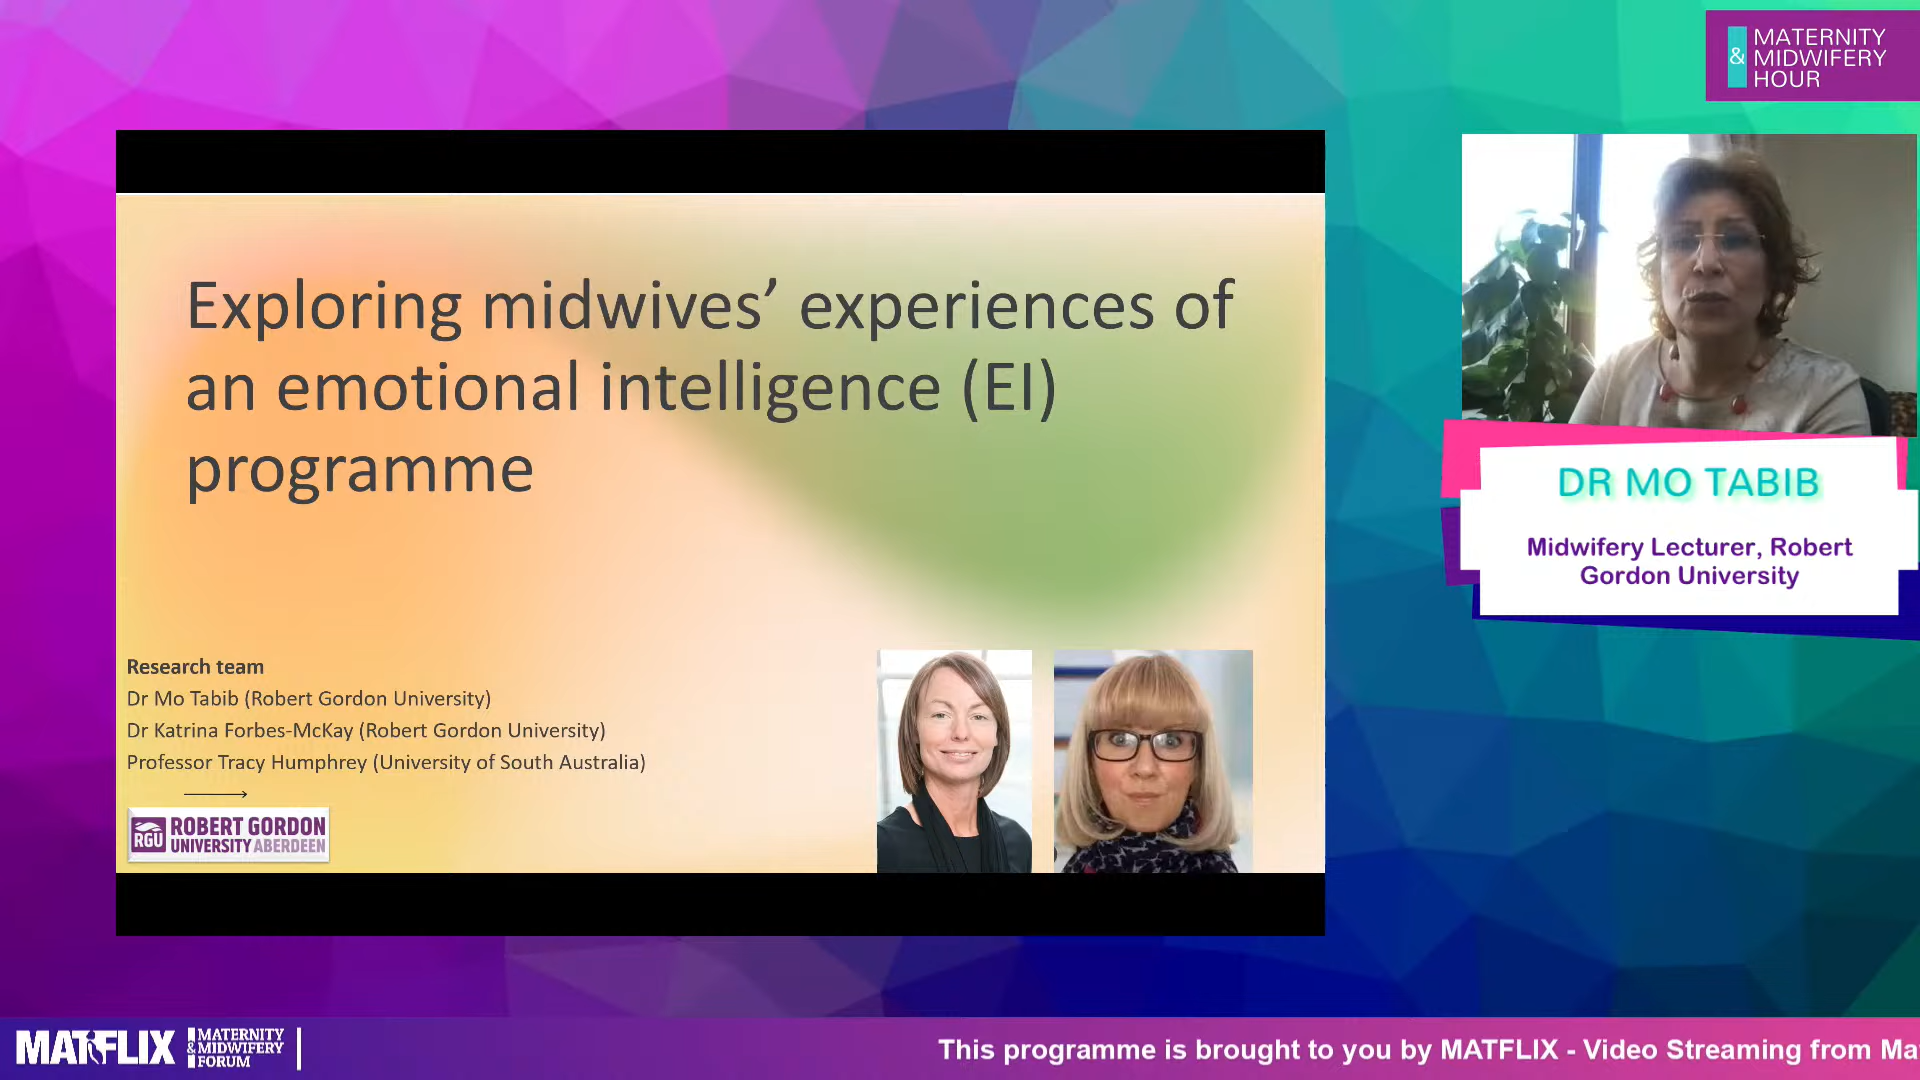 MATERNITY
& MIDWIFERY
HOUR
Exploring midwives’ experiences of
an emotional intelligence (EI)
programme
DR MO TABIB
Midwifery Lecturer, Robert
Gordon University
Research team
Dr Mo Tabib (Robert Gordon University)
Dr Katrina Forbes-McKay (Robert Gordon University)
Professor Tracy Humphrey (University of South Australia)
RGU
ROBERT GORDON
UNIVERSITY ABERDEEN
MATFLIX
MATERNITY
& MIDWIFERY
FORUM
This programme is brought to you by MATFLIX - Video Streaming from Ma